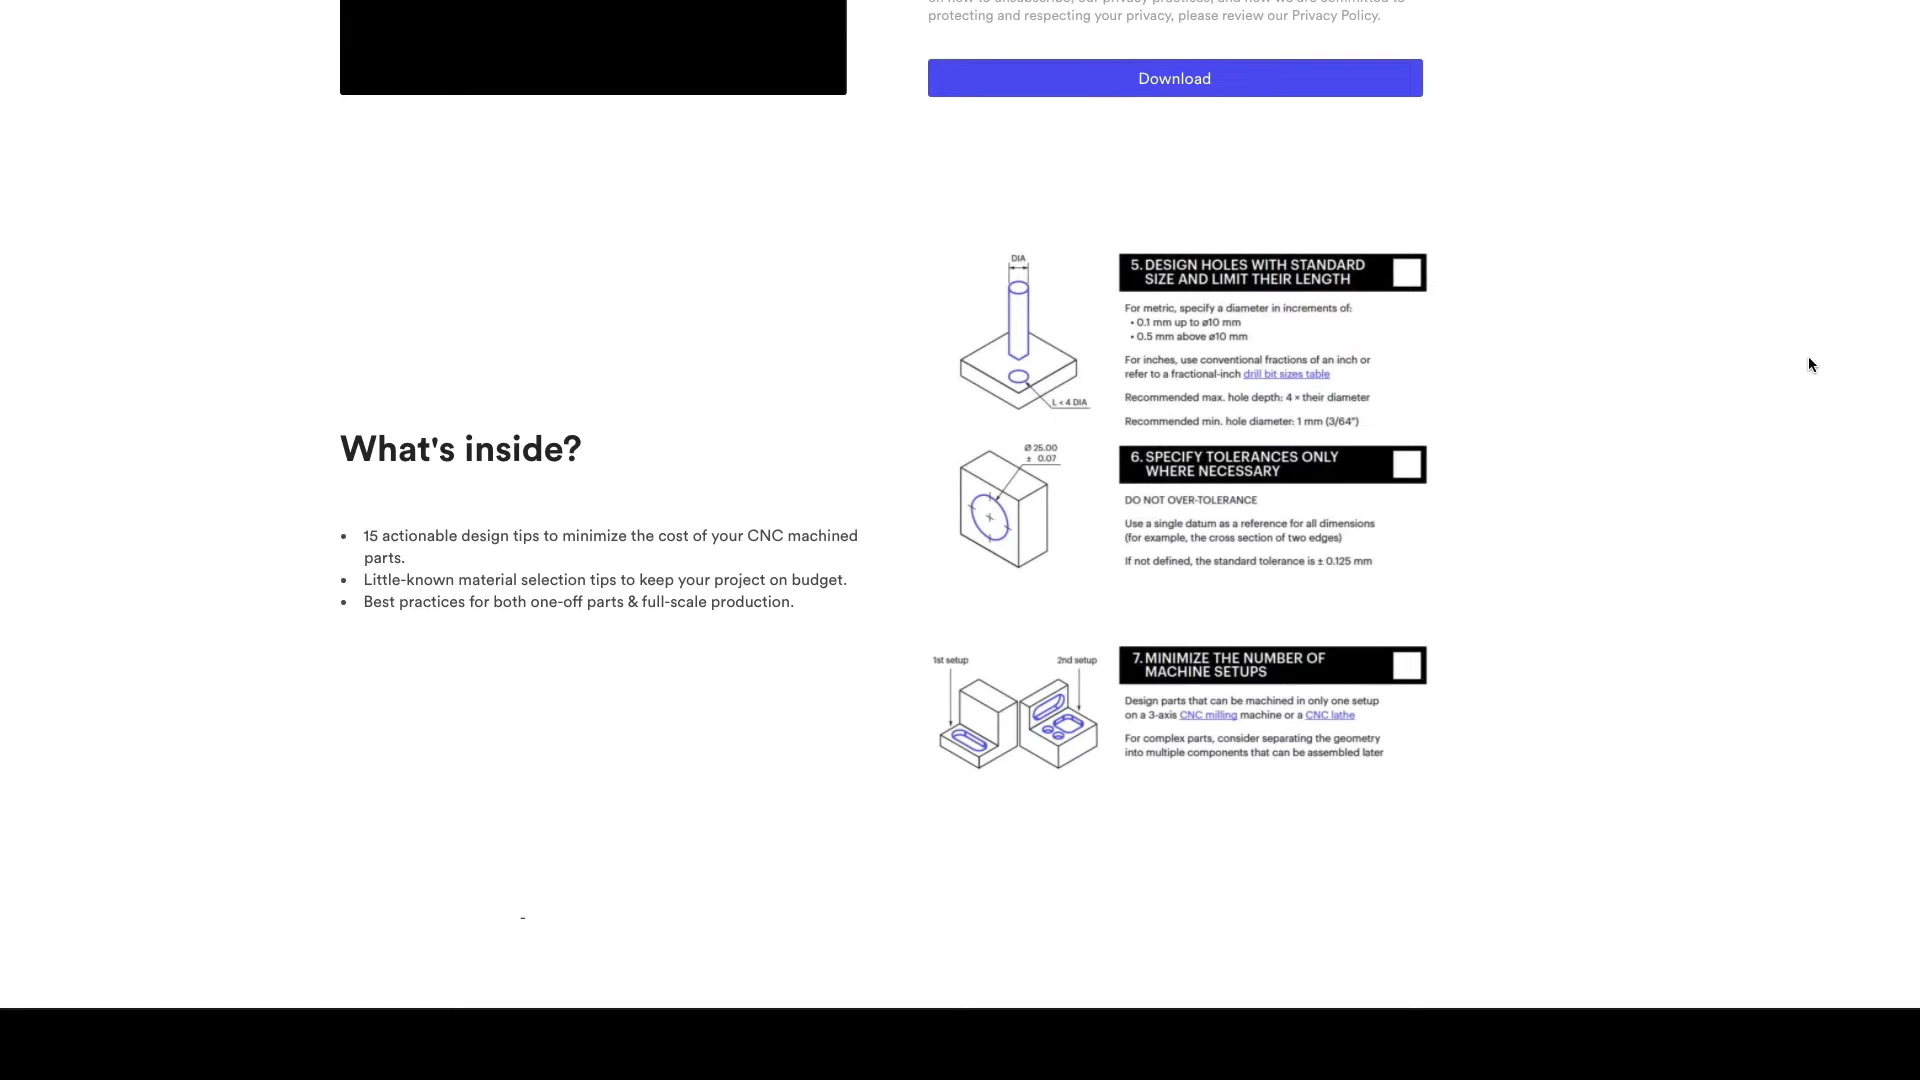 protecting and respecting your privacy, please review our Privacy Policy.
Download
What's inside?
• 15 actionable design tips to minimize the cost of your CNC machined
parts.
• Little-known material selection tips to keep your project on budget.
• Best practices for both one-off parts & full-scale production.
DIA
L < 4 DIA
5. DESIGN HOLES WITH STANDARD
SIZE AND LIMIT THEIR LENGTH
For metric, specify a diameter in increments of:
• 0.1 mm up to ø10 mm
• 0.5 mm above ø10 mm
For inches, use conventional fractions of an inch or
refer to a fractional-inch drill bit sizes table
Recommended max. hole depth: 4 × their diameter
Recommended min. hole diameter: 1 mm (3/64")
Ø 25.00
± 0.07
6. SPECIFY TOLERANCES ONLY
WHERE NECESSARY
DO NOT OVER-TOLERANCE
Use a single datum as a reference for all dimensions
(for example, the cross section of two edges)
If not defined, the standard tolerance is ± 0.125 mm
1st setup
2nd setup
7. MINIMIZE THE NUMBER OF
MACHINE SETUPS
Design parts that can be machined in only one setup
on a 3-axis CNC milling machine or a CNC lathe
For complex parts, consider separating the geometry
into multiple components that can be assembled later
-